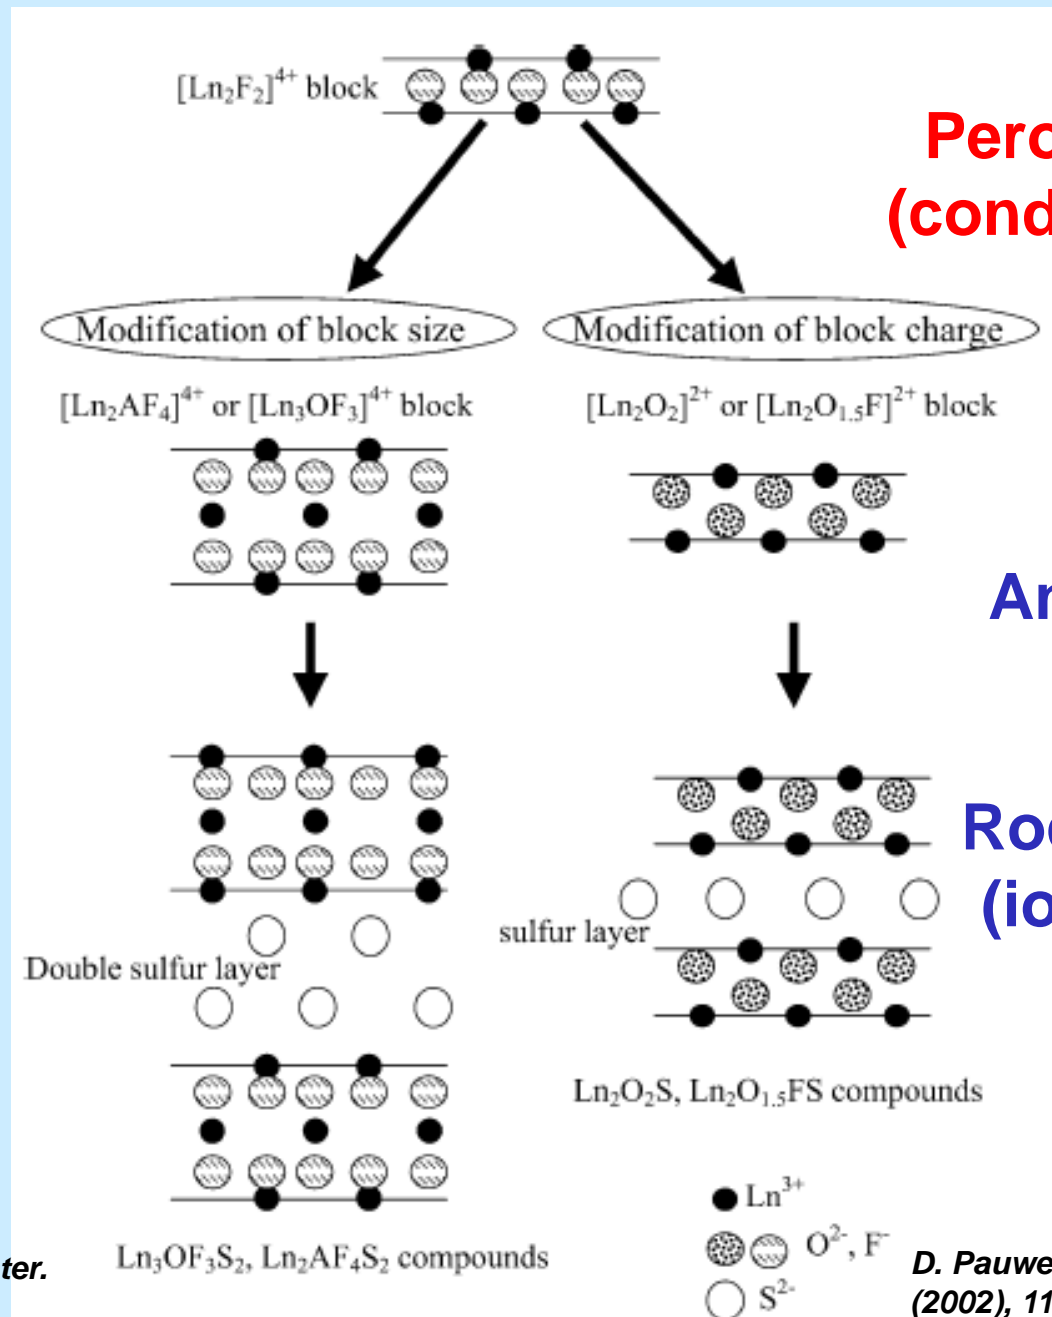 [Ln₂F₂]⁴⁺ block
Modification of block size
Modification of block charge
[Ln₂AF₄]⁴⁺ or [Ln₃OF₃]⁴⁺ block
[Ln₂O₂]²⁺ or [Ln₂O₁.₅F]²⁺ block
sulfur layer
Double sulfur layer
Ln₂O₂S, Ln₂O₁.₅FS compounds
Ln₃OF₃S₂, Ln₂AF₄S₂ compounds
Ln³⁺
O²⁻, F⁻
S²⁻
Pero
(cond
An
Roc
(io
ter.
D. Pauwe
(2002), 11